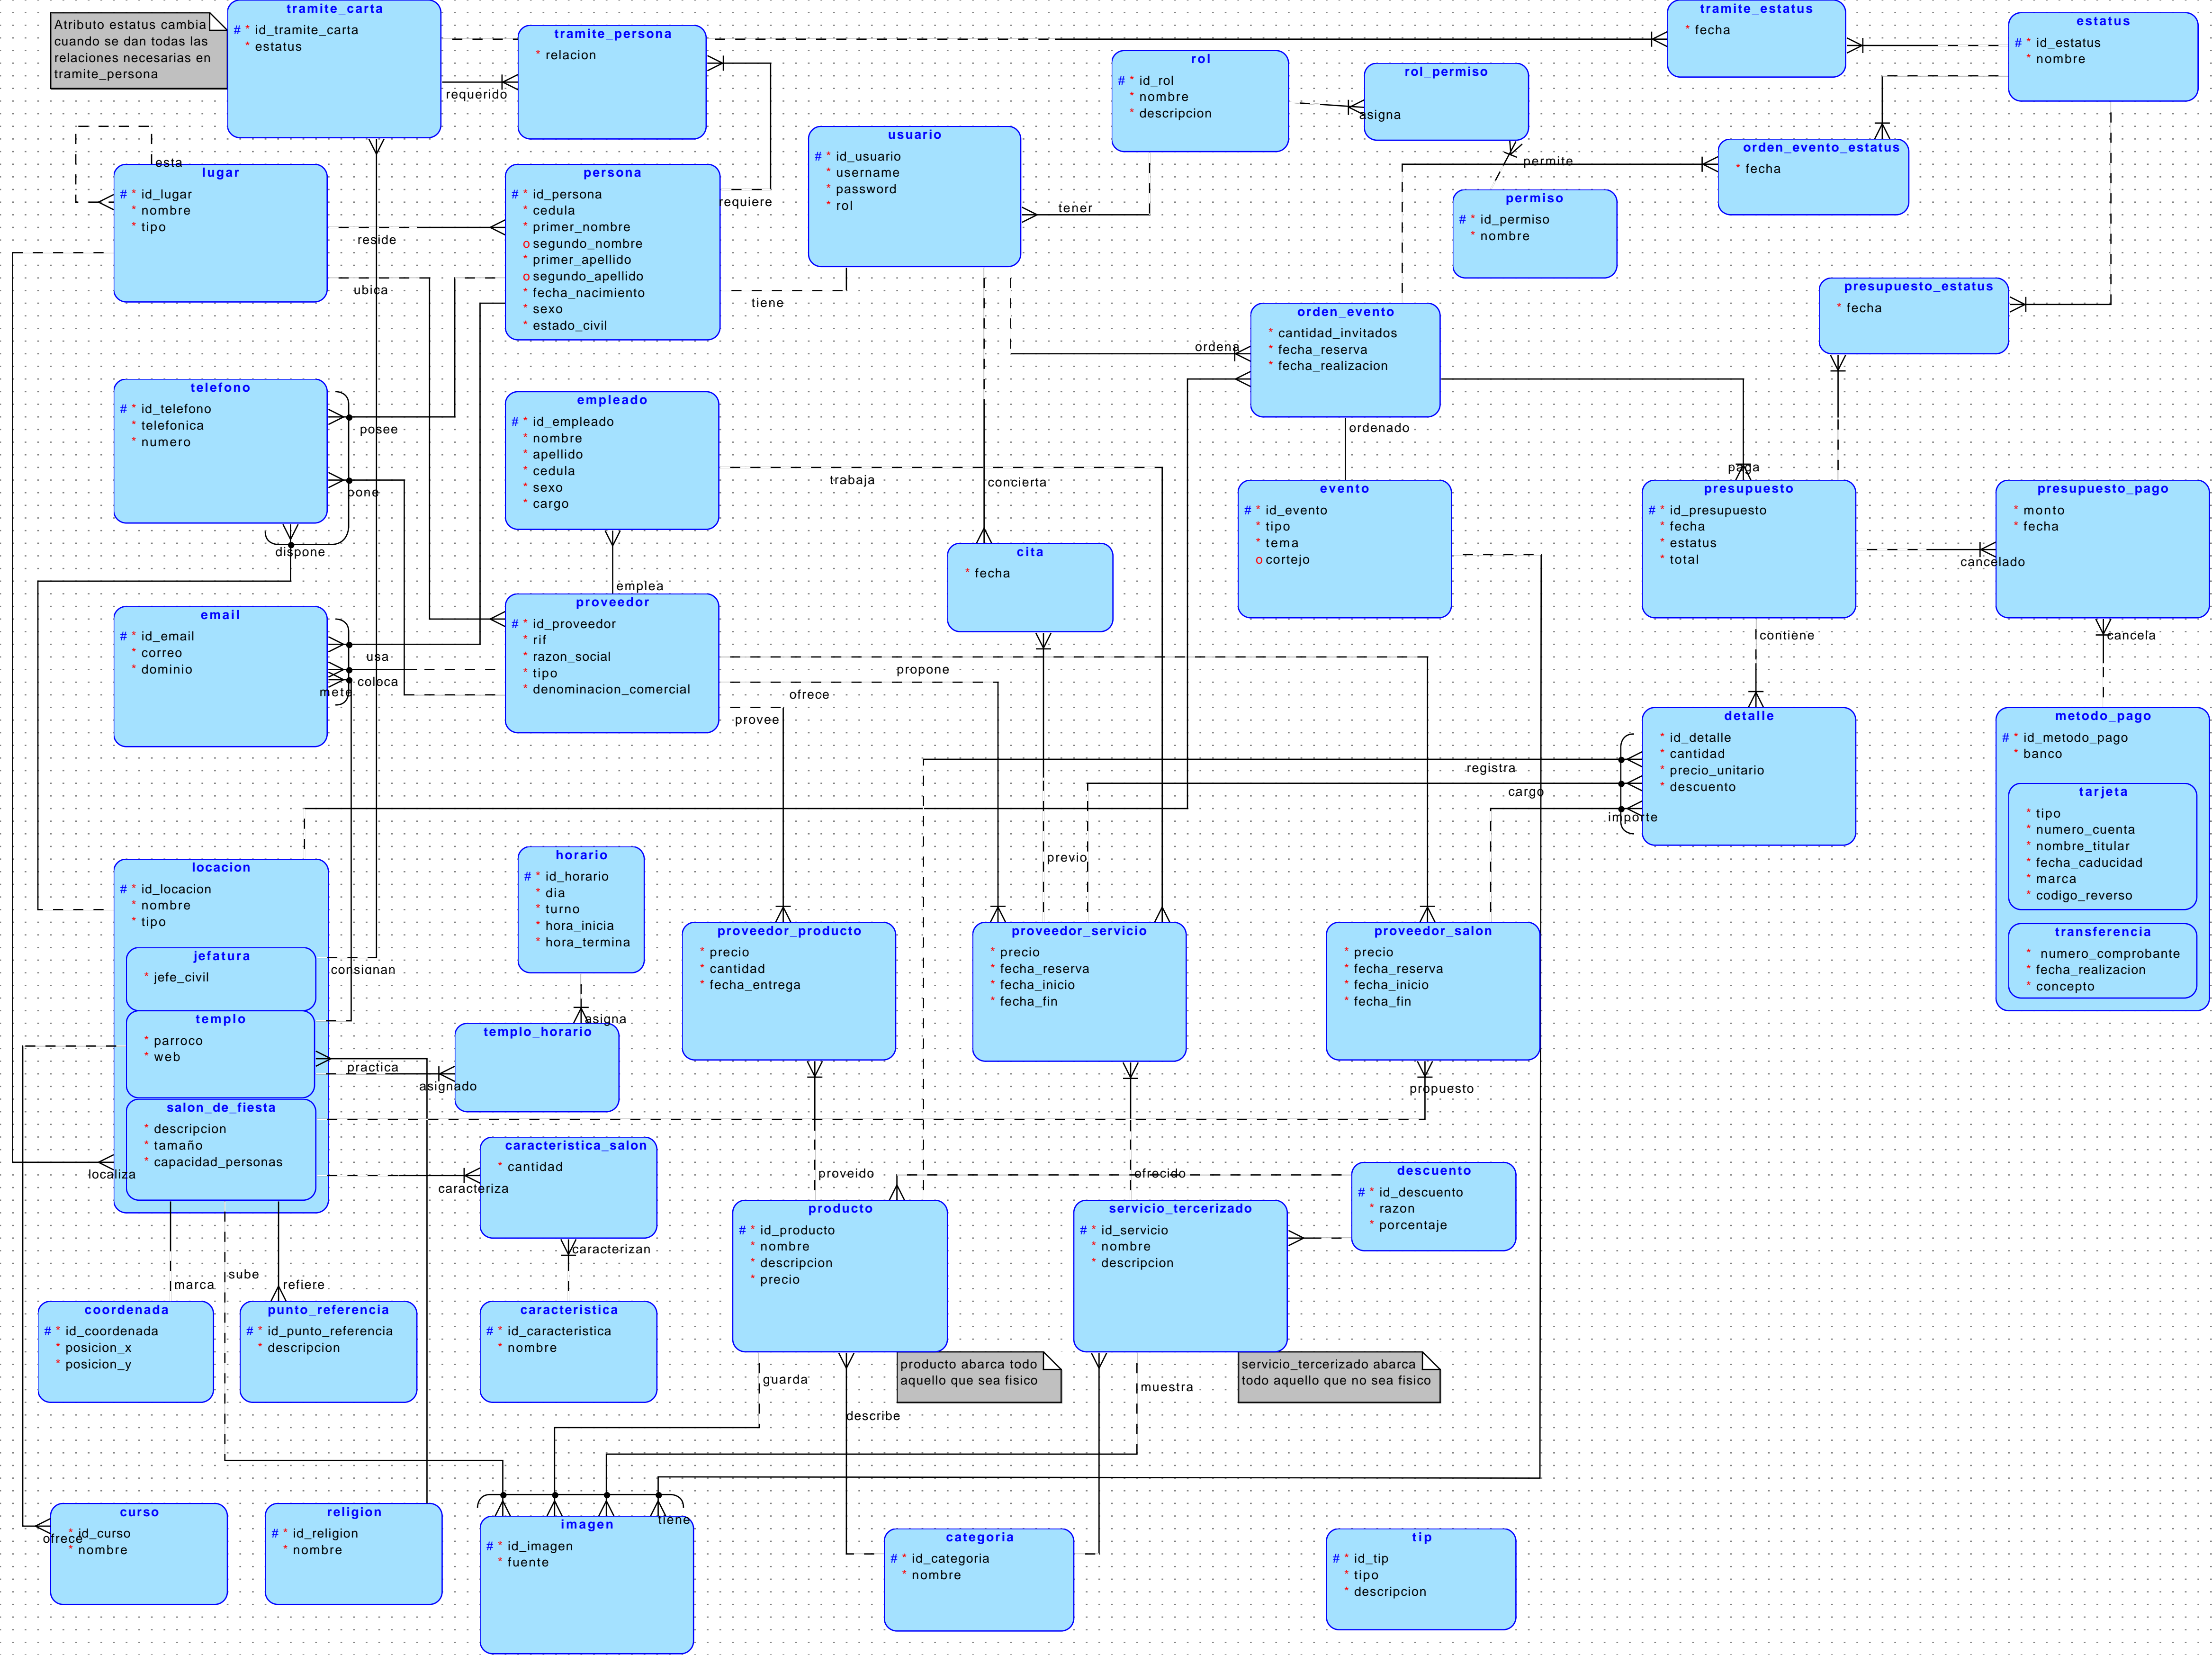 Atributo estatus cambia
cuando se dan todas las
relaciones necesarias en
tramite_persona
tramite_carta
# * id_tramite_carta
* estatus
requerido
tramite_persona
* relacion
requiere
tramite_estatus
* fecha
estatus
# * id_estatus
* nombre
rol
# * id_rol
* nombre
* descripcion
asigna
rol_permiso
permite
permiso
# * id_permiso
* nombre
orden_evento_estatus
* fecha
esta
lugar
# * id_lugar
* nombre
* tipo
reside
ubica
persona
# * id_persona
* cedula
* primer_nombre
o segundo_nombre
* primer_apellido
o segundo_apellido
* fecha_nacimiento
* sexo
* estado_civil
tiene
usuario
# * id_usuario
* username
* password
* rol
tener
presupuesto_estatus
* fecha
ordena
orden_evento
* cantidad_invitados
* fecha_reserva
* fecha_realizacion
ordenado
paga
telefono
# * id_telefono
* telefonica
* numero
posee
pone
dispone
empleado
# * id_empleado
* nombre
* apellido
* cedula
* sexo
* cargo
trabaja
emplea
concierta
cita
* fecha
evento
# * id_evento
* tipo
* tema
o cortejo
presupuesto
# * id_presupuesto
* fecha
* estatus
* total
contiene
cancelado
presupuesto_pago
* monto
* fecha
cancela
email
# * id_email
* correo
* dominio
usa
coloca
mete
proveedor
# * id_proveedor
* rif
* razon_social
* tipo
* denominacion_comercial
propone
ofrece
provee
detalle
* id_detalle
* cantidad
* precio_unitario
* descuento
registra
cargo
importe
metodo_pago
# * id_metodo_pago
* banco
tarjeta
* tipo
* numero_cuenta
* nombre_titular
* fecha_caducidad
* marca
* codigo_reverso
transferencia
* numero_comprobante
* fecha_realizacion
* concepto
previo
locacion
# * id_locacion
* nombre
* tipo
jefatura
* jefe_civil
consignan
templo
* parroco
* web
practica
asignado
salon_de_fiesta
* descripcion
* tamaño
* capacidad_personas
localiza
caracteriza
horario
# * id_horario
* dia
* turno
* hora_inicia
* hora_termina
asigna
templo_horario
proveedor_producto
* precio
* cantidad
* fecha_entrega
proveedor_servicio
* precio
* fecha_reserva
* fecha_inicio
* fecha_fin
proveedor_salon
* precio
* fecha_reserva
* fecha_inicio
* fecha_fin
propuesto
caracteristica_salon
* cantidad
caracterizan
proveido
ofrecido
descuento
# * id_descuento
* razon
* porcentaje
producto
# * id_producto
* nombre
* descripcion
* precio
servicio_tercerizado
# * id_servicio
* nombre
* descripcion
marca
sube
refiere
coordenada
# * id_coordenada
* posicion_x
* posicion_y
punto_referencia
# * id_punto_referencia
* descripcion
caracteristica
# * id_caracteristica
* nombre
guarda
producto abarca todo
aquello que sea fisico
muestra
servicio_tercerizado abarca
todo aquello que no sea fisico
describe
curso
* id_curso
* nombre
ofrece
religion
# * id_religion
* nombre
tiene
imagen
# * id_imagen
* fuente
categoria
# * id_categoria
* nombre
tip
# * id_tip
* tipo
* descripcion